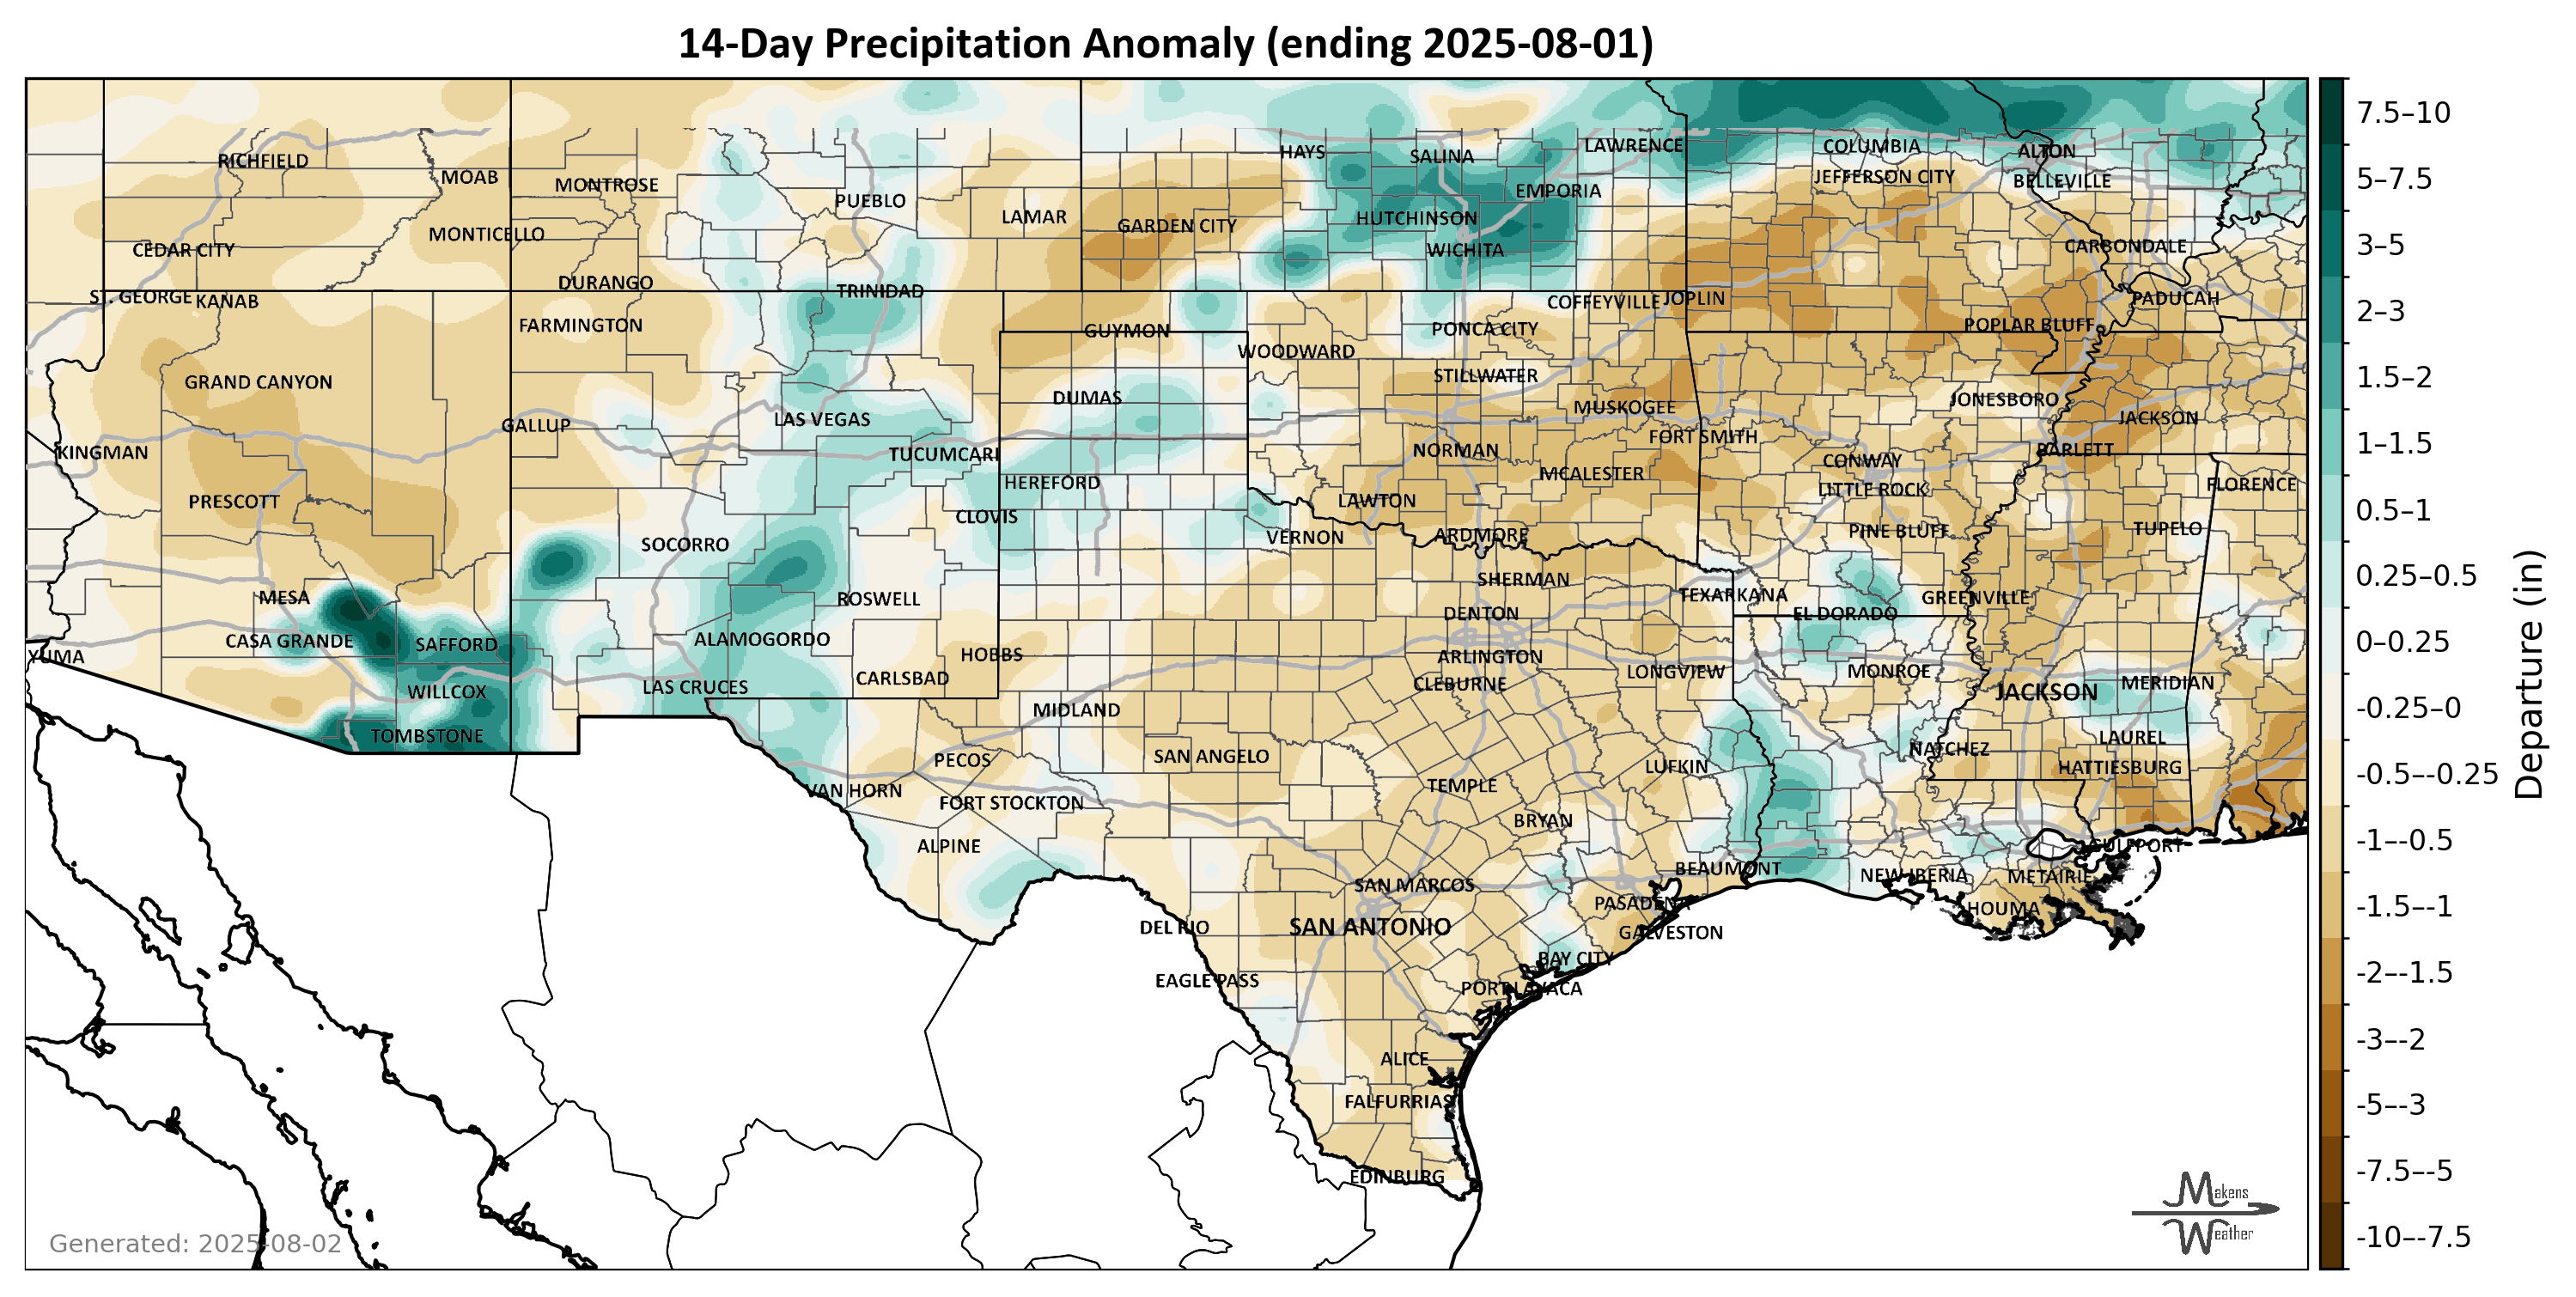 14-Day Precipitation Anomaly (ending 2025-08-01)
HAYS
SALINA
LAWRENCE
COLUMBIA
ALTON
RICHFIELD
MOAB
MONTROSE
EMPORIA
JEFFERSON CITY
BELLEVILLE
PUEBLO
LAMAR
GARDEN CITY
HUTCHINSON
MONTICELLO
CEDAR CITY
WICHITA
CARBONDALE
DURANGO
TRINIDAD
ST. GEORGE
KANAB
COFFEYVILLE
JOPLIN
PADUCAH
FARMINGTON
GUYMON
PONCA CITY
POPLAR BLUFF
WOODWARD
GRAND CANYON
STILLWATER
DUMAS
MUSKOGEE
JONESBORO
GALLUP
LAS VEGAS
JACKSON
FORT SMITH
KINGMAN
TUCUMCARI
NORMAN
BARLETT
CONWAY
MCALESTER
HEREFORD
LITTLE ROCK
FLORENCE
PRESCOTT
LAWTON
CLOVIS
PINE BLUFF
TUPELO
SOCORRO
VERNON
ARDMORE
SHERMAN
MESA
ROSWELL
TEXARKANA
GREENVILLE
DENTON
EL DORADO
CASA GRANDE
SAFFORD
ALAMOGORDO
YUMA
HOBBS
ARLINGTON
LONGVIEW
MONROE
LAS CRUCES
CARLSBAD
CLEBURNE
MERIDIAN
WILLCOX
JACKSON
MIDLAND
TOMBSTONE
LAUREL
NATCHEZ
PECOS
SAN ANGELO
LUFKIN
HATTIESBURG
VAN HORN
FORT STOCKTON
TEMPLE
BRYAN
ALPINE
GULFPORT
BEAUMONT
NEW IBERIA
METAIRIE
SAN MARCOS
PASADENA
HOUMA
DEL RIO
SAN ANTONIO
GALVESTON
BAY CITY
EAGLE PASS
PORT LAVACA
ALICE
FALFURRIAS
EDINBURG
Generated: 2025-08-02
Makens
Weather
7.5–10
5–7.5
3–5
2–3
1.5–2
1–1.5
0.5–1
0.25–0.5
0–0.25
-0.25–0
-0.5–-0.25
-1–-0.5
-1.5–-1
-2–-1.5
-3–-2
-5–-3
-7.5–-5
-10–-7.5
Departure (in)